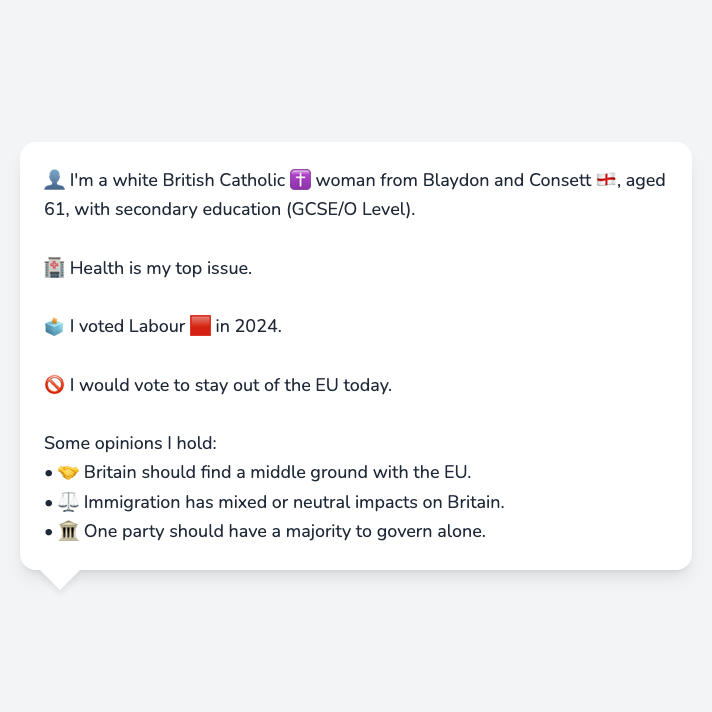 👤 I'm a white British Catholic ✝️ woman from Blaydon and Consett 🏴󠁧󠁢󠁥󠁮󠁧󠁿, aged
61, with secondary education (GCSE/O Level).
🏥 Health is my top issue.
🗳️ I voted Labour 🟥 in 2024.
🚫 I would vote to stay out of the EU today.
Some opinions I hold:
• 🤝 Britain should find a middle ground with the EU.
• ⚖️ Immigration has mixed or neutral impacts on Britain.
• 🏛️ One party should have a majority to govern alone.